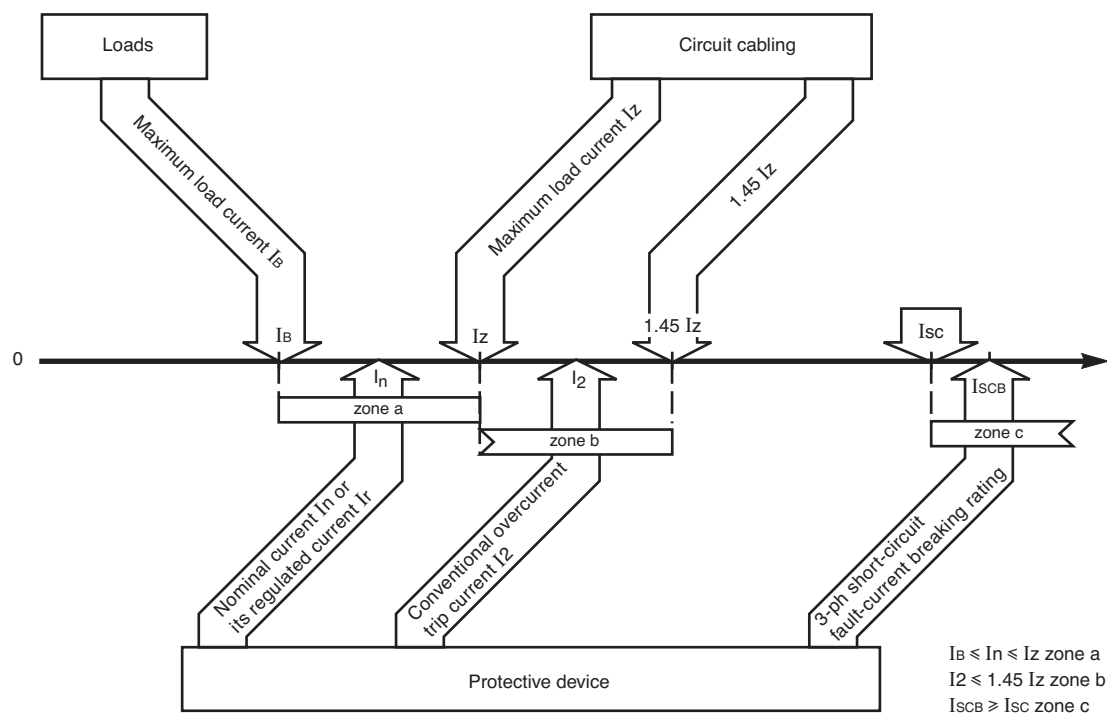 Loads
Circuit cabling
Maximum load current IB
Maximum load current Iz
1.45 Iz
IB
Iz
1.45 Iz
Isc
0
In
I2
ISCB
zone a
zone b
zone c
Nominal current In or
its regulated current Ir
Conventional overcurrent
trip current I2
3-ph short-circuit
fault-current breaking rating
Protective device
IB ⩽ In ⩽ Iz zone a
I2 ⩽ 1.45 Iz zone b
ISCB ⩾ ISC zone c